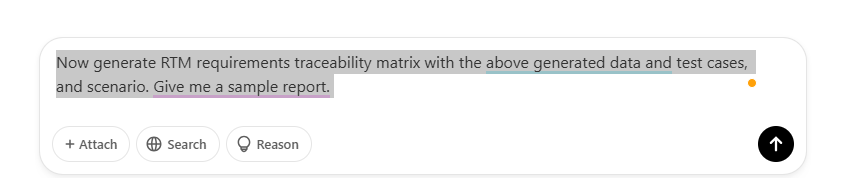 Now generate RTM requirements traceability matrix with the above generated data and test cases,
and scenario. Give me a sample report.
+ Attach Search Reason